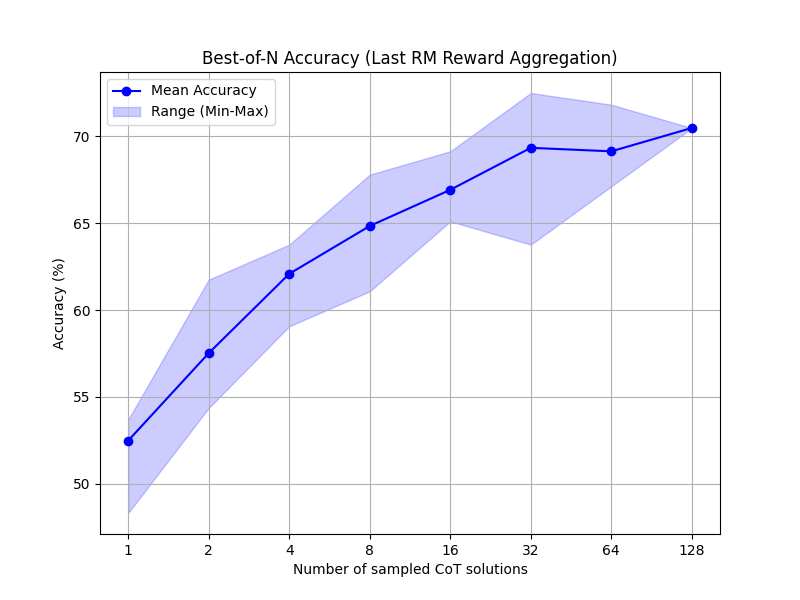 Best-of-N Accuracy (Last RM Reward Aggregation)
Mean Accuracy
Range (Min-Max)
Accuracy (%)
70
65
60
55
50
1 2 4 8 16 32 64 128
Number of sampled CoT solutions